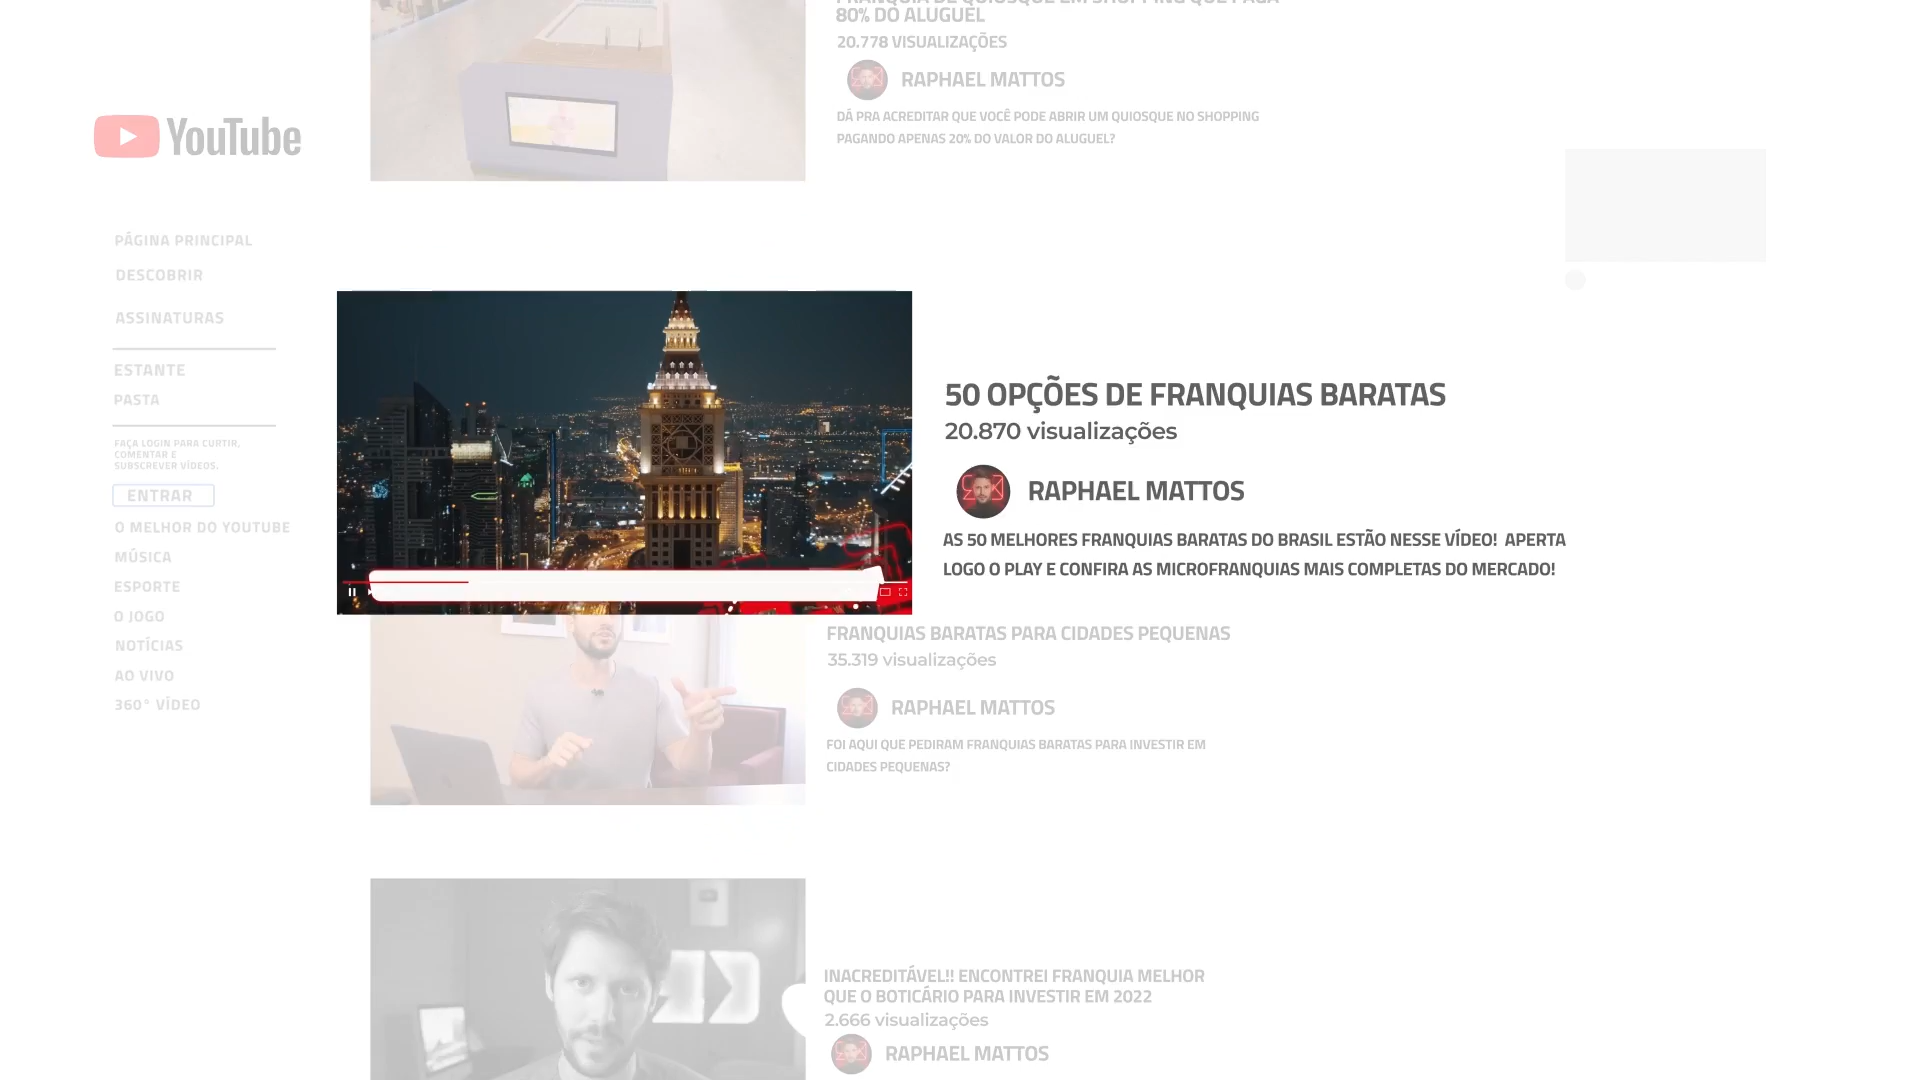 80% DO ALUGUEL
20.778 VISUALIZAÇÕES
RAPHAEL MATTOS
DÁ PRA ACREDITAR QUE VOCÊ PODE ABRIR UM QUIOSQUE NO SHOPPING
PAGANDO APENAS 20% DO VALOR DO ALUGUEL?
YouTube
PÁGINA PRINCIPAL
DESCOBRIR
ASSINATURAS
ESTANTE
PASTA
FAÇA LOGIN PARA CURTIR,
COMENTAR E
SUBSCREVER VÍDEOS.
ENTRAR
O MELHOR DO YOUTUBE
MÚSICA
ESPORTE
O JOGO
NOTÍCIAS
AO VIVO
360° VÍDEO
50 OPÇÕES DE FRANQUIAS BARATAS
20.870 visualizações
RAPHAEL MATTOS
AS 50 MELHORES FRANQUIAS BARATAS DO BRASIL ESTÃO NESSE VÍDEO! APERTA
LOGO O PLAY E CONFIRA AS MICROFRANQUIAS MAIS COMPLETAS DO MERCADO!
FRANQUIAS BARATAS PARA CIDADES PEQUENAS
35.319 visualizações
RAPHAEL MATTOS
FOI AQUI QUE PEDIRAM FRANQUIAS BARATAS PARA INVESTIR EM
CIDADES PEQUENAS?
INACREDITÁVEL!! ENCONTREI FRANQUIA MELHOR
QUE O BOTICÁRIO PARA INVESTIR EM 2022
2.666 visualizações
RAPHAEL MATTOS